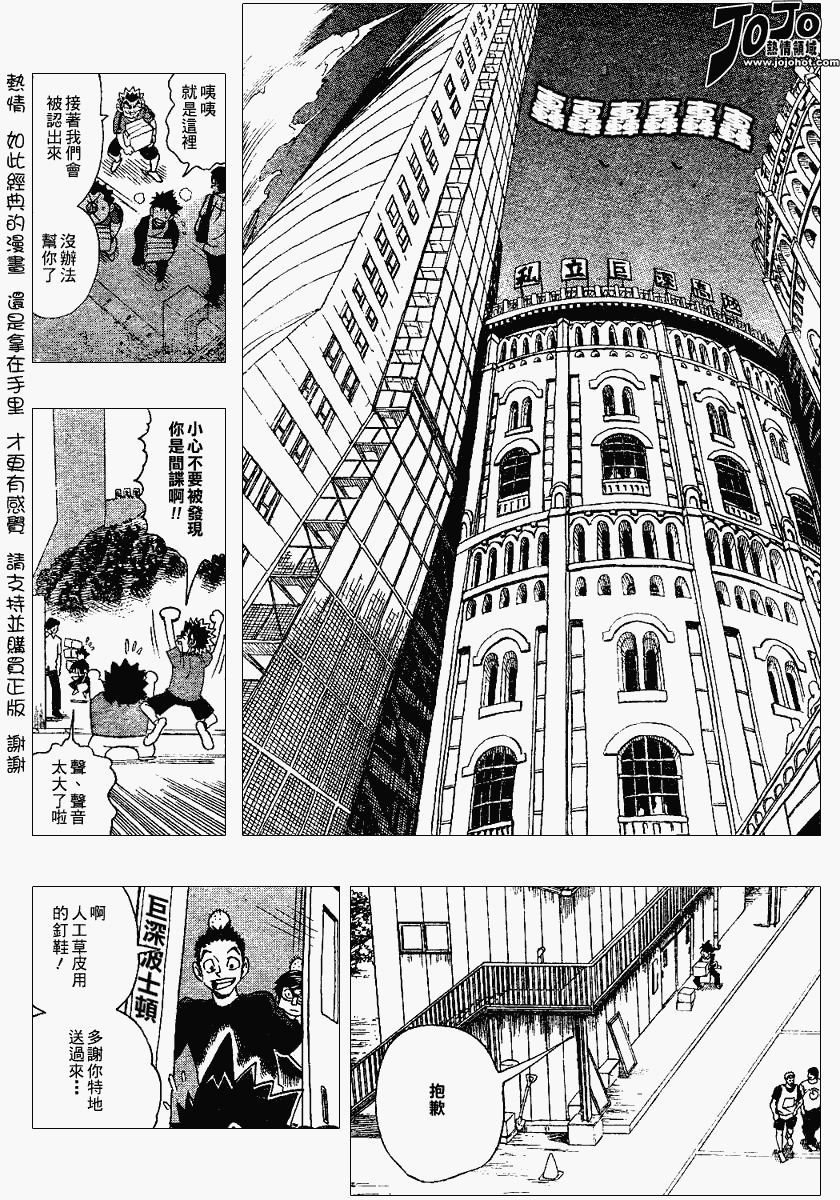 JOJO
熱情領域
www.jojohot.com
轟轟轟轟轟轟
私立巨深高校
咦咦
就是這裡
接著我們會
被認出來
沒辦法
幫你了
小心不要被發現
你是間諜啊!!
聲、聲音
太大了啦
抱歉
巨深波士頓
啊
人工草皮用
的釘鞋！
多謝你特地
送過來…
熱情 如此經典的漫畫 還是拿在手里 才更有感覺 請支持並購買正版 謝謝